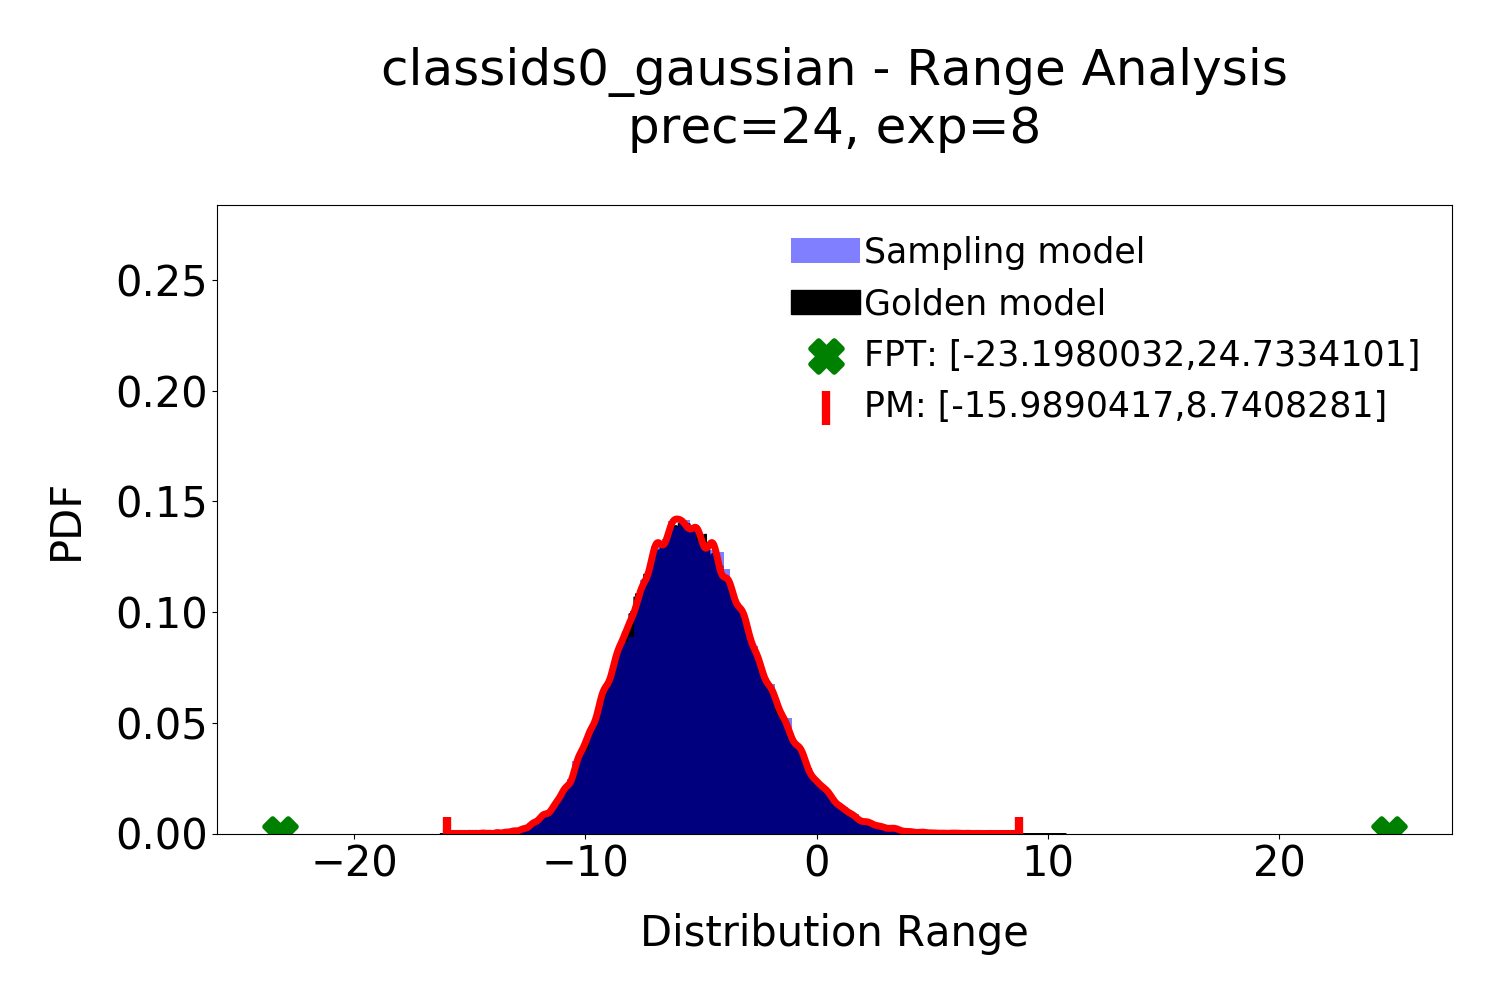 classids0_gaussian - Range Analysis
prec=24, exp=8
Sampling model
Golden model
FPT: [-23.1980032,24.7334101]
PM: [-15.9890417,8.7408281]
PDF
0.25
0.20
0.15
0.10
0.05
0.00
−20
−10
0
10
20
Distribution Range